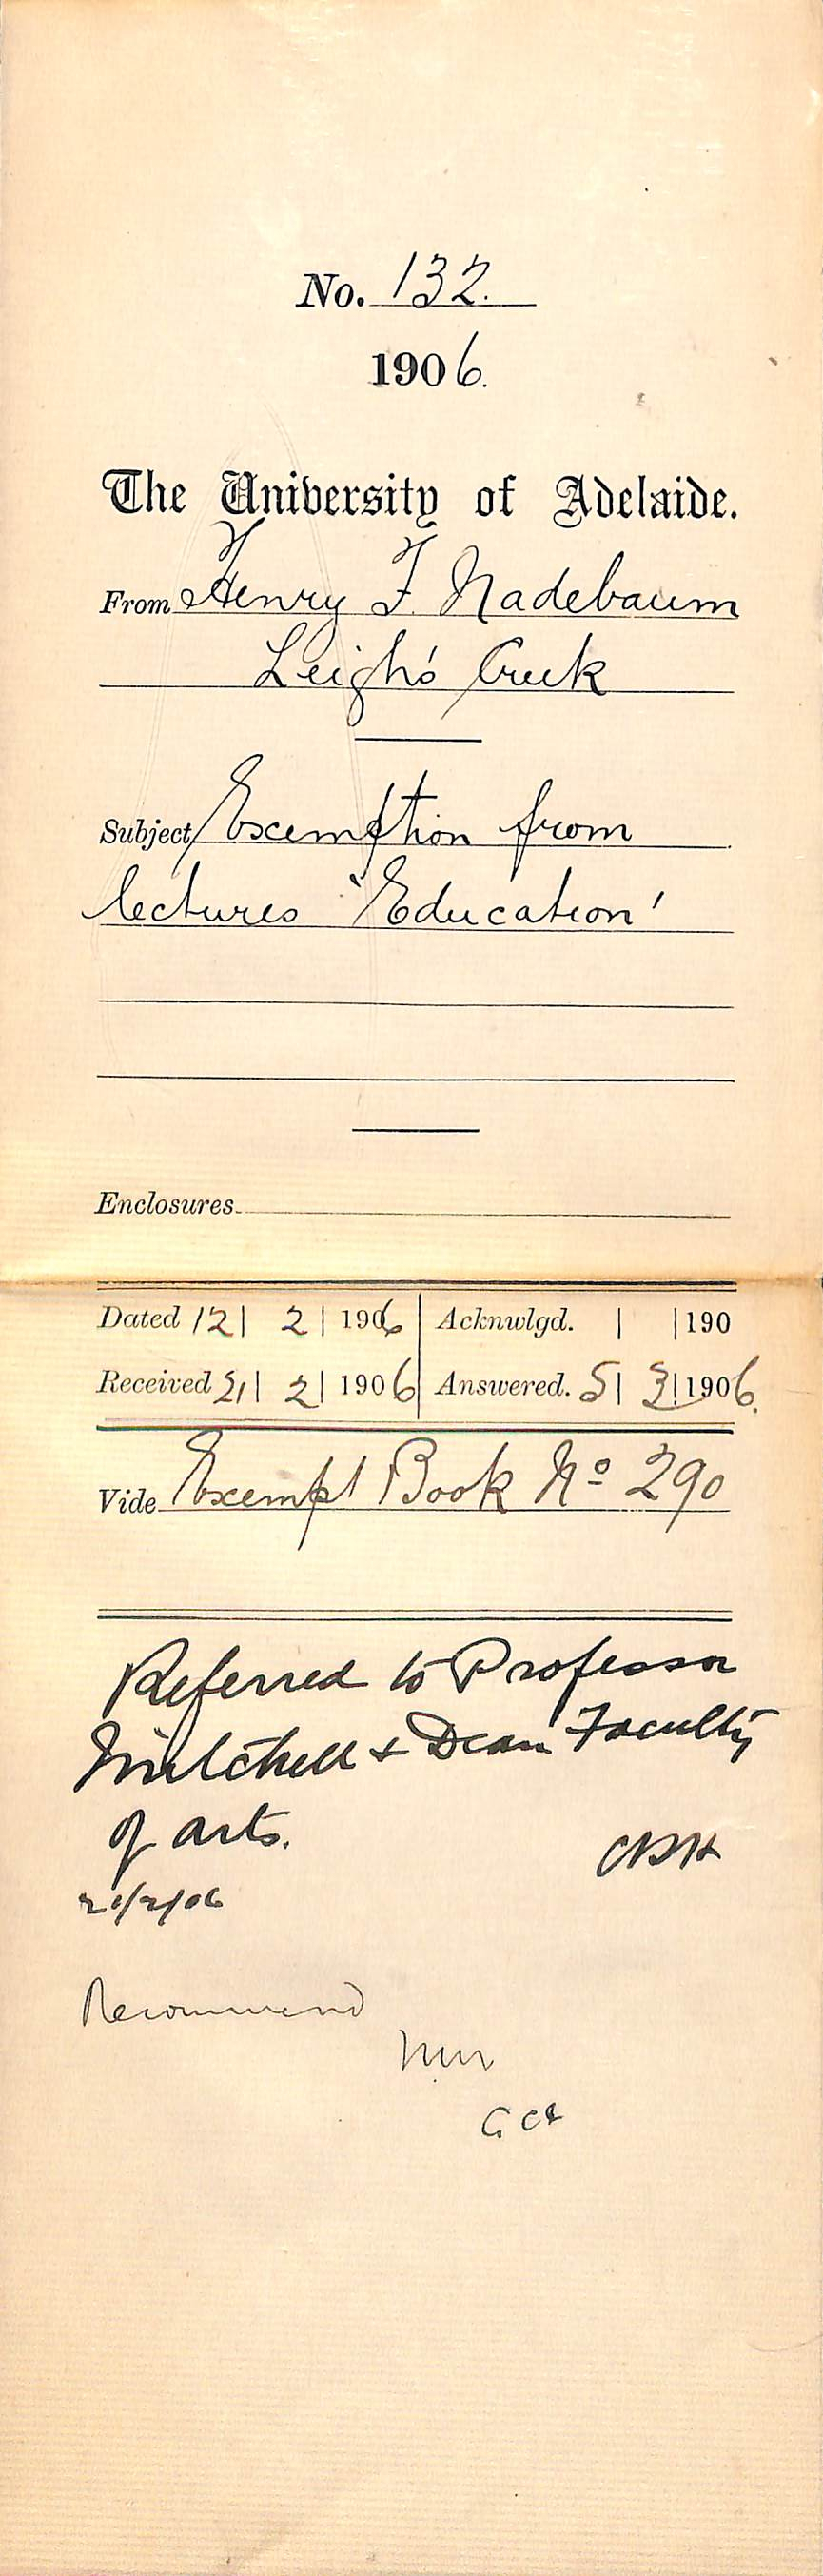 No. 132.
1906.
The University of Adelaide.
From Henry F. Nadebaum
Leigh's Creek
Subject Exemption from
lectures 'Education'
Enclosures
Dated 12| 2| 1906 Acknwlgd. | |190
Received 21| 2| 1906 Answered. 5| 3|1906.
Vide Exempt Book No 290
Referred to Professor
Mitchell & Dean Faculty
of arts.
21/2/06
Recommend